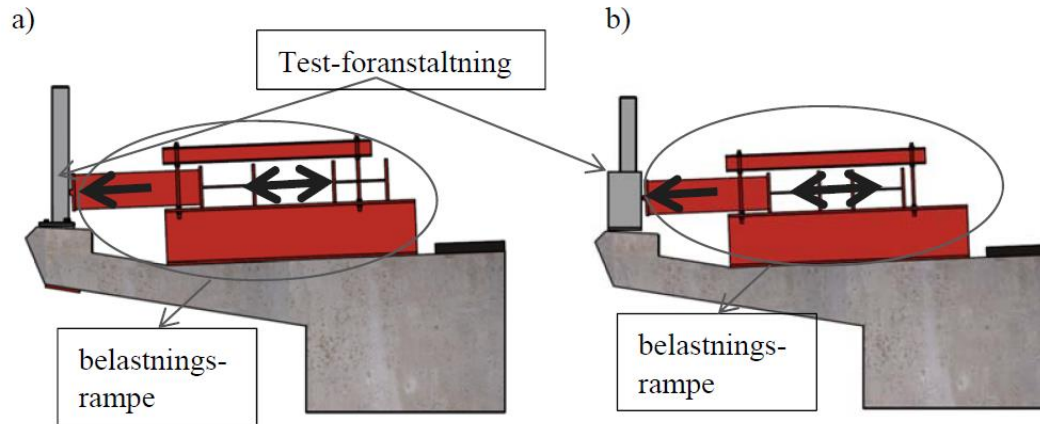 a)
b)
Test-foranstaltning
belastnings-
rampe
belastnings-
rampe